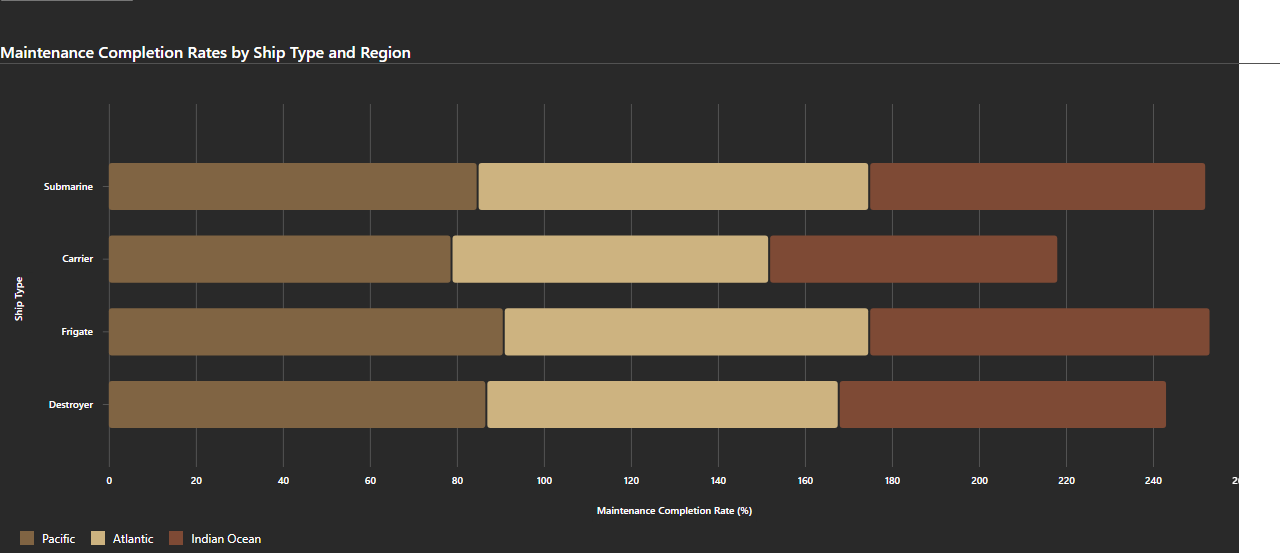 Maintenance Completion Rates by Ship Type and Region
Submarine
Carrier
Frigate
Destroyer
Ship Type
0 20 40 60 80 100 120 140 160 180 200 220 240
Maintenance Completion Rate (%)
Pacific Atlantic Indian Ocean